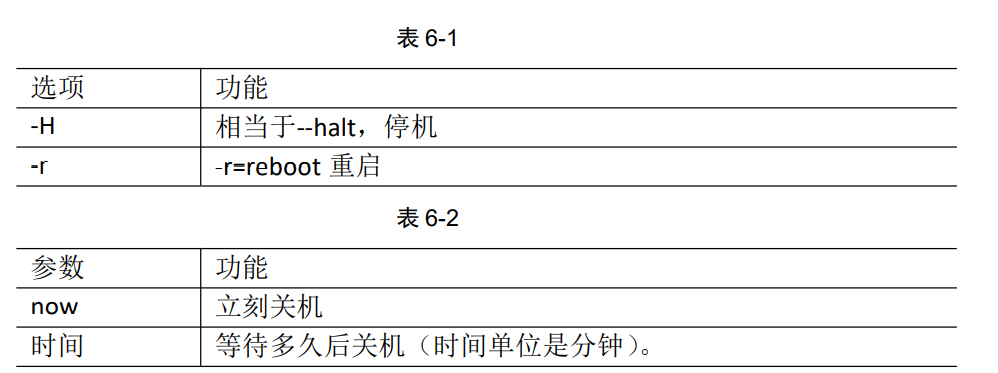 表 6-1
选项 功能
-H 相当于--halt，停机
-r -r=reboot 重启
表 6-2
参数 功能
now 立刻关机
时间 等待多久后关机（时间单位是分钟）。